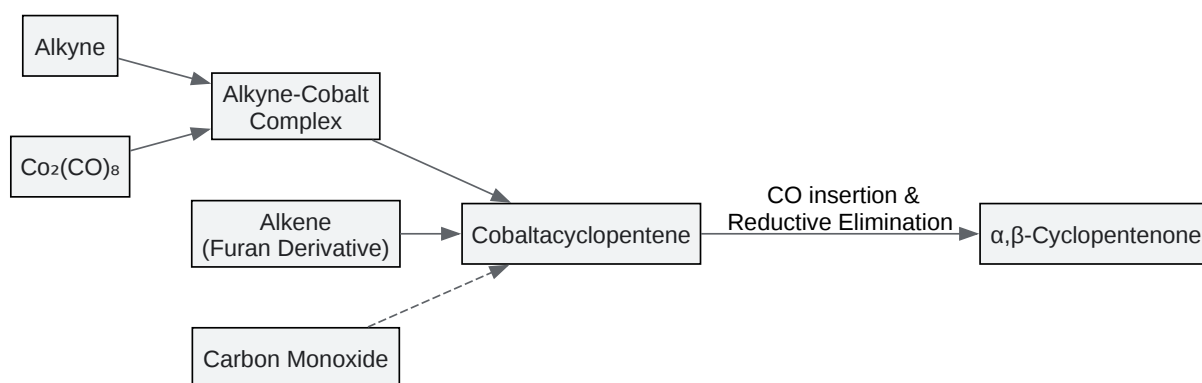 Alkyne
Co₂(CO)₈
Alkyne-Cobalt
Complex
Alkene
(Furan Derivative)
Carbon Monoxide
Cobaltacyclopentene
CO insertion &
Reductive Elimination
α,β-Cyclopentenone